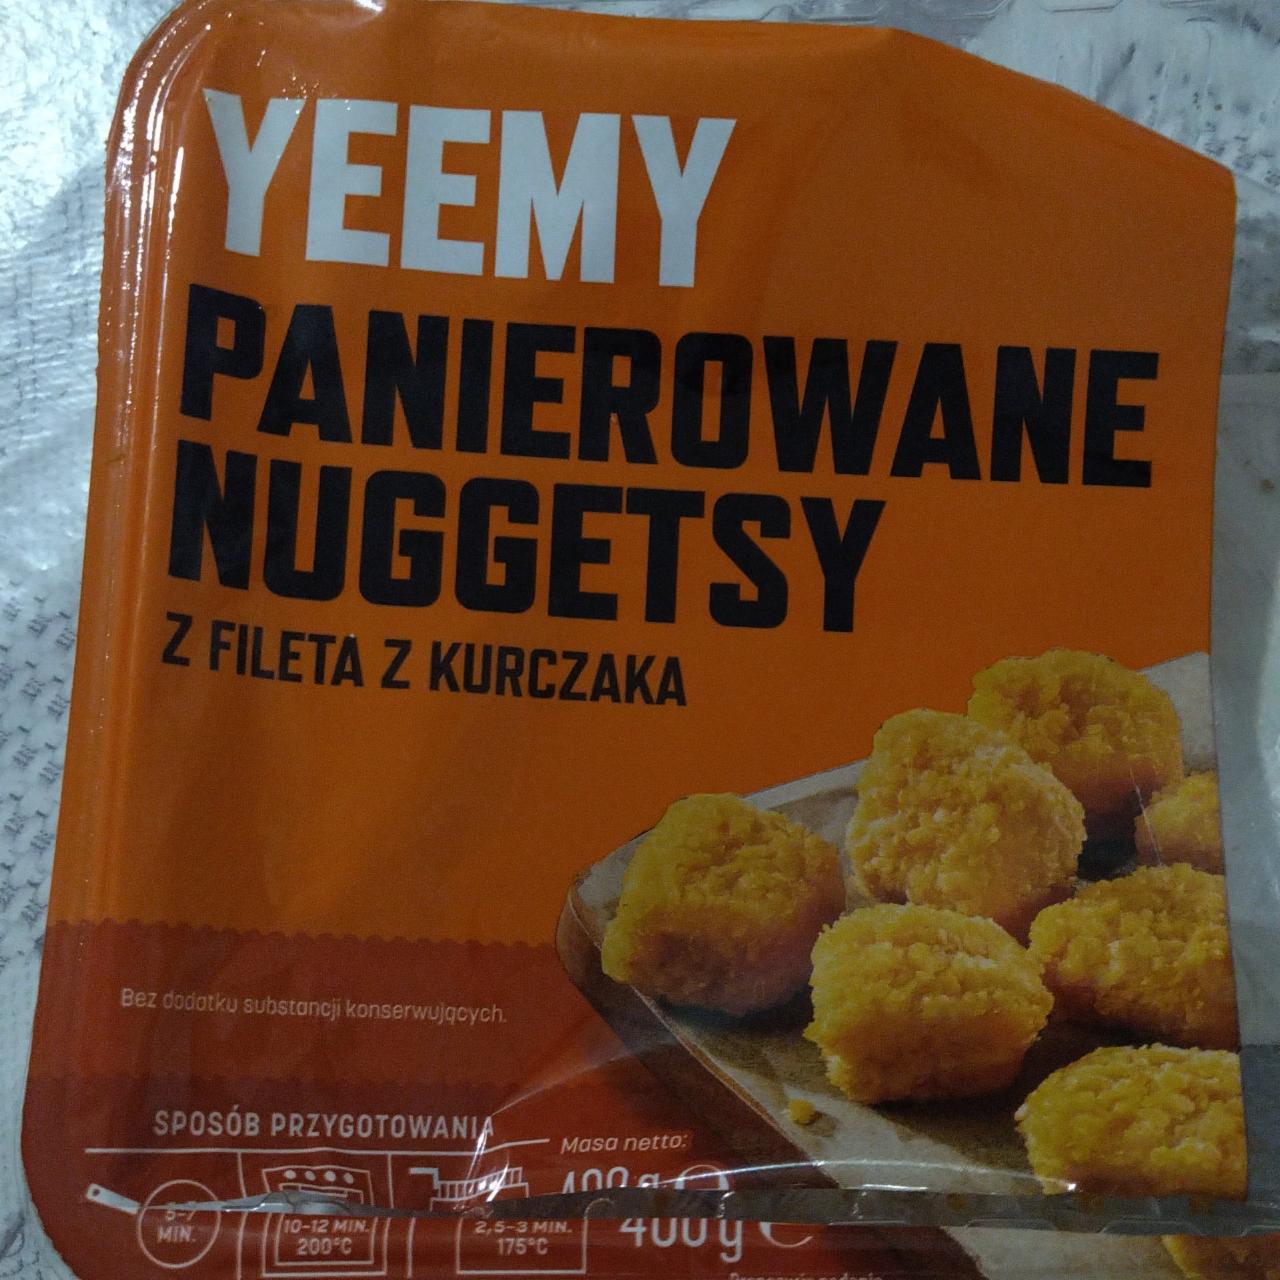 YEEMY
PANIEROWANE
NUGGETSY
Z FILETA Z KURCZAKA
Bez dodatku substancji konserwujących.
SPOSÓB PRZYGOTOWANIA
Masa netto:
400 g e
5-7
MIN.
10-12 MIN.
200°C
2,5-3 MIN.
175°C